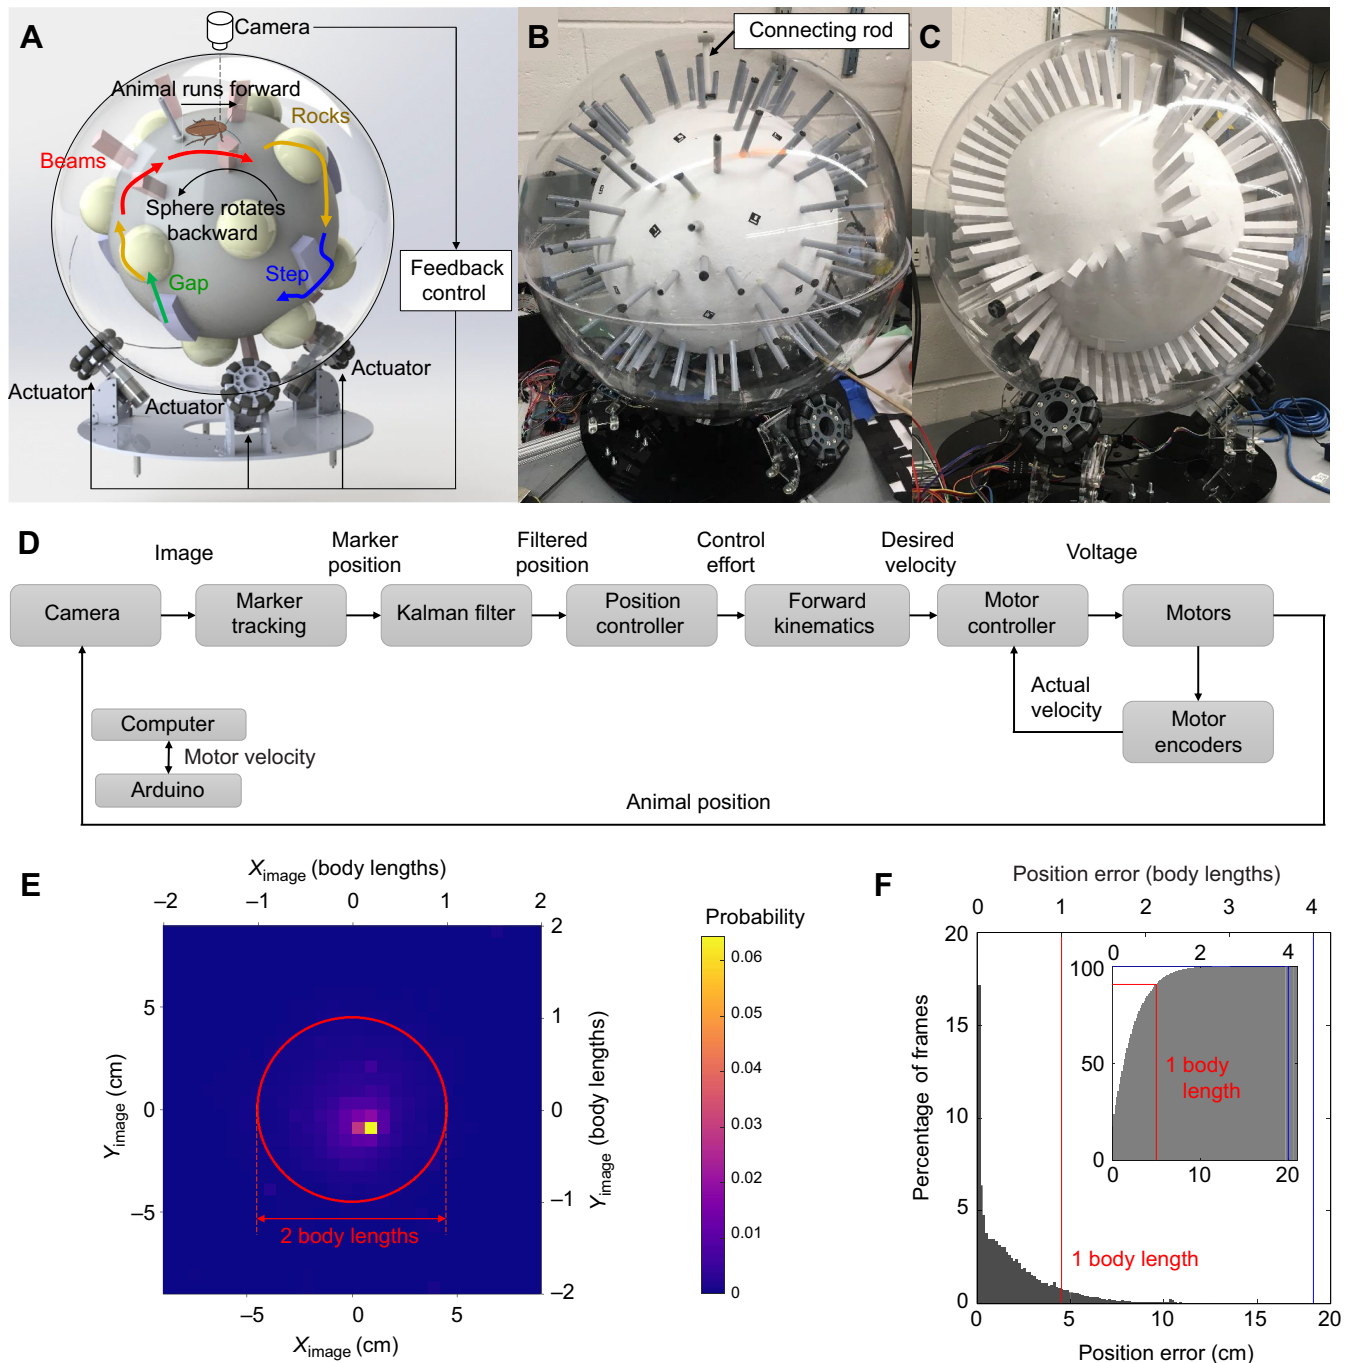 A
Camera
Animal runs forward
Rocks
Beams
Sphere rotates
backward
Step
Gap
Feedback
control
Actuator
Actuator
Actuator
B
Connecting rod
C
D
Image
Marker
position
Filtered
position
Control
effort
Desired
velocity
Voltage
Camera
Marker
tracking
Kalman filter
Position
controller
Forward
kinematics
Motor
controller
Motors
Actual
velocity
Motor
encoders
Computer
Motor velocity
Arduino
Animal position
E
Ximage (body lengths)
–2 –1 0 1 2
2
1
0
–1
–2
Yimage (body lengths)
5
0
–5
Yimage (cm)
2 body lengths
–5 0 5
Ximage (cm)
Probability
0.06
0.05
0.04
0.03
0.02
0.01
0
F
Position error (body lengths)
0 1 2 3 4
20
15
10
5
0
Percentage of frames
0 2 4
100
50
0
1 body
length
0 10 20
1 body length
0 5 10 15 20
Position error (cm)